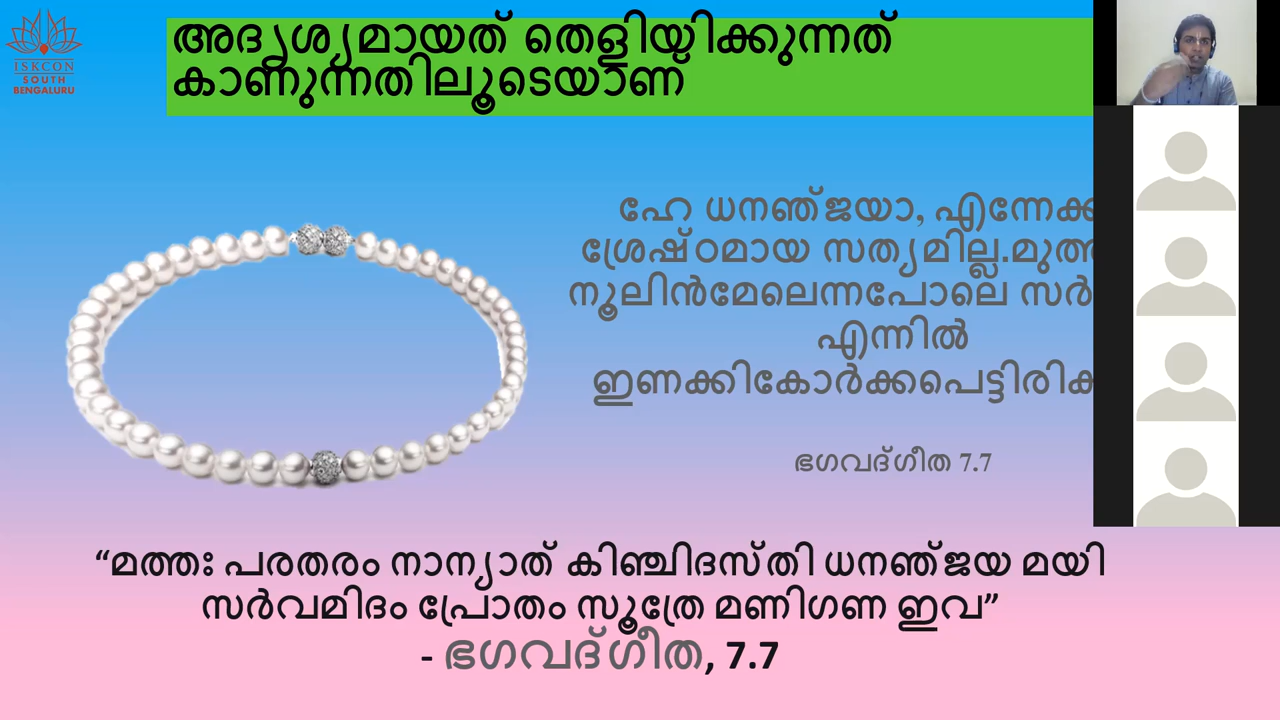 ISKCON
SOUTH
BENGALURU
അദൃശ്യമായത് തെളിയിക്കുന്നത്
കാണുന്നതിലൂടെയാണ്
ഹേ ധനഞ്ജയാ, എന്നേക്ക
ശ്രേഷ്ഠമായ സത്യമില്ല.മുത്ത
നൂലിൻമേലെന്നപോലെ സർ
എന്നിൽ
ഇണക്കികോർക്കപെട്ടിരിക
ഭഗവദ്ഗീത 7.7
“മത്തഃ പരതരം നാന്യാത് കിഞ്ചിദസ്തി ധനഞ്ജയ മയി
സർവമിദം പ്രോതം സൂത്രേ മണിഗണ ഇവ”
- ഭഗവദ്ഗീത, 7.7